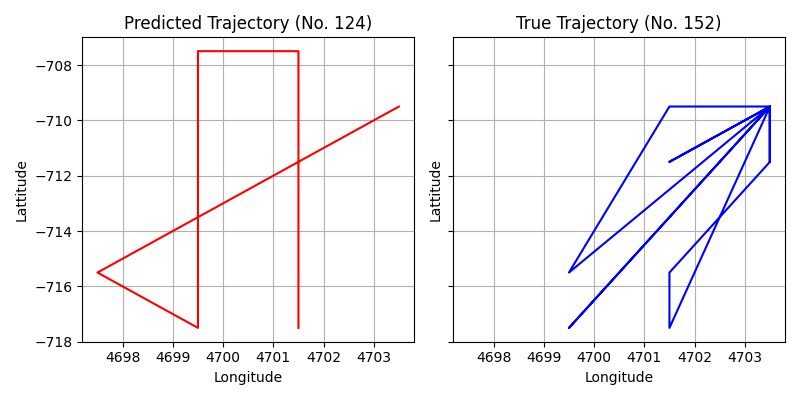 Predicted Trajectory (No. 124)
−708
−710
−712
−714
−716
−718
Lattitude
4698 4699 4700 4701 4702 4703
Longitude
True Trajectory (No. 152)
Lattitude
4698 4699 4700 4701 4702 4703
Longitude